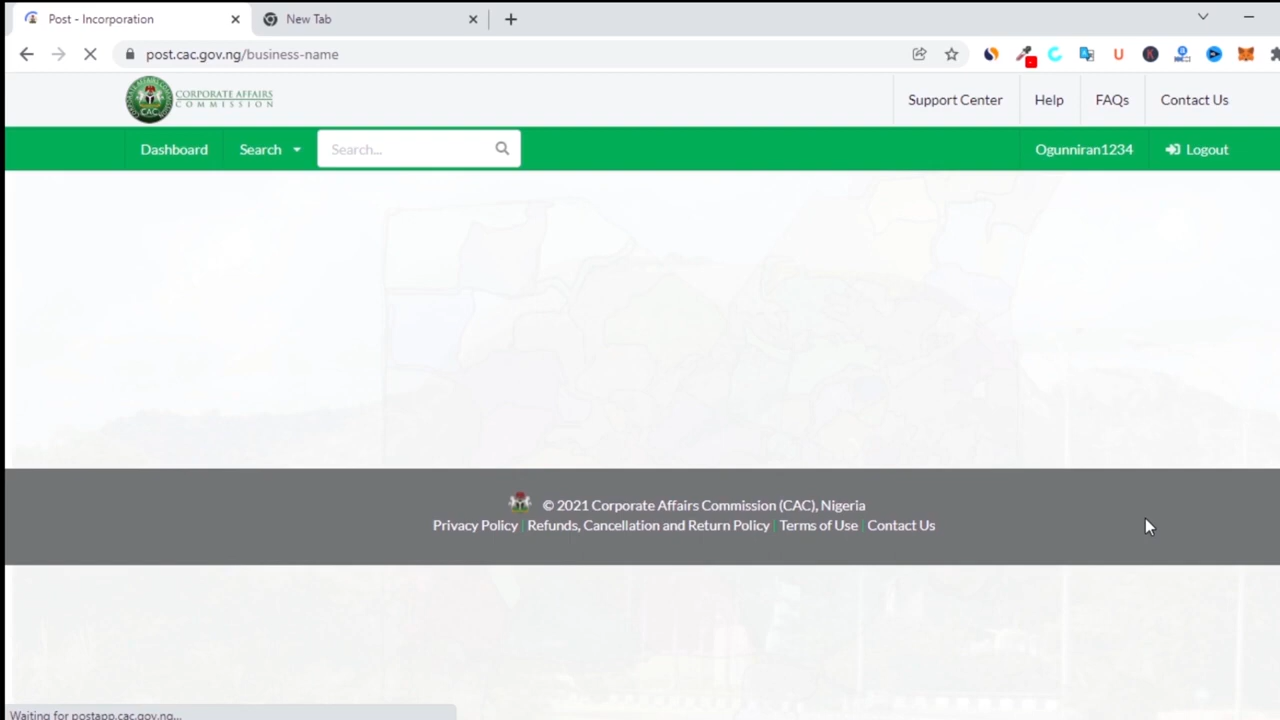 Post - Incorporation
New Tab
post.cac.gov.ng/business-name
CORPORATE AFFAIRS
COMMISSION
CAC
Support Center
Help
FAQs
Contact Us
Dashboard
Search
Search...
Ogunniran1234
Logout
© 2021 Corporate Affairs Commission (CAC), Nigeria
Privacy Policy | Refunds, Cancellation and Return Policy | Terms of Use | Contact Us
Waiting for postapp.cac.gov.ng...